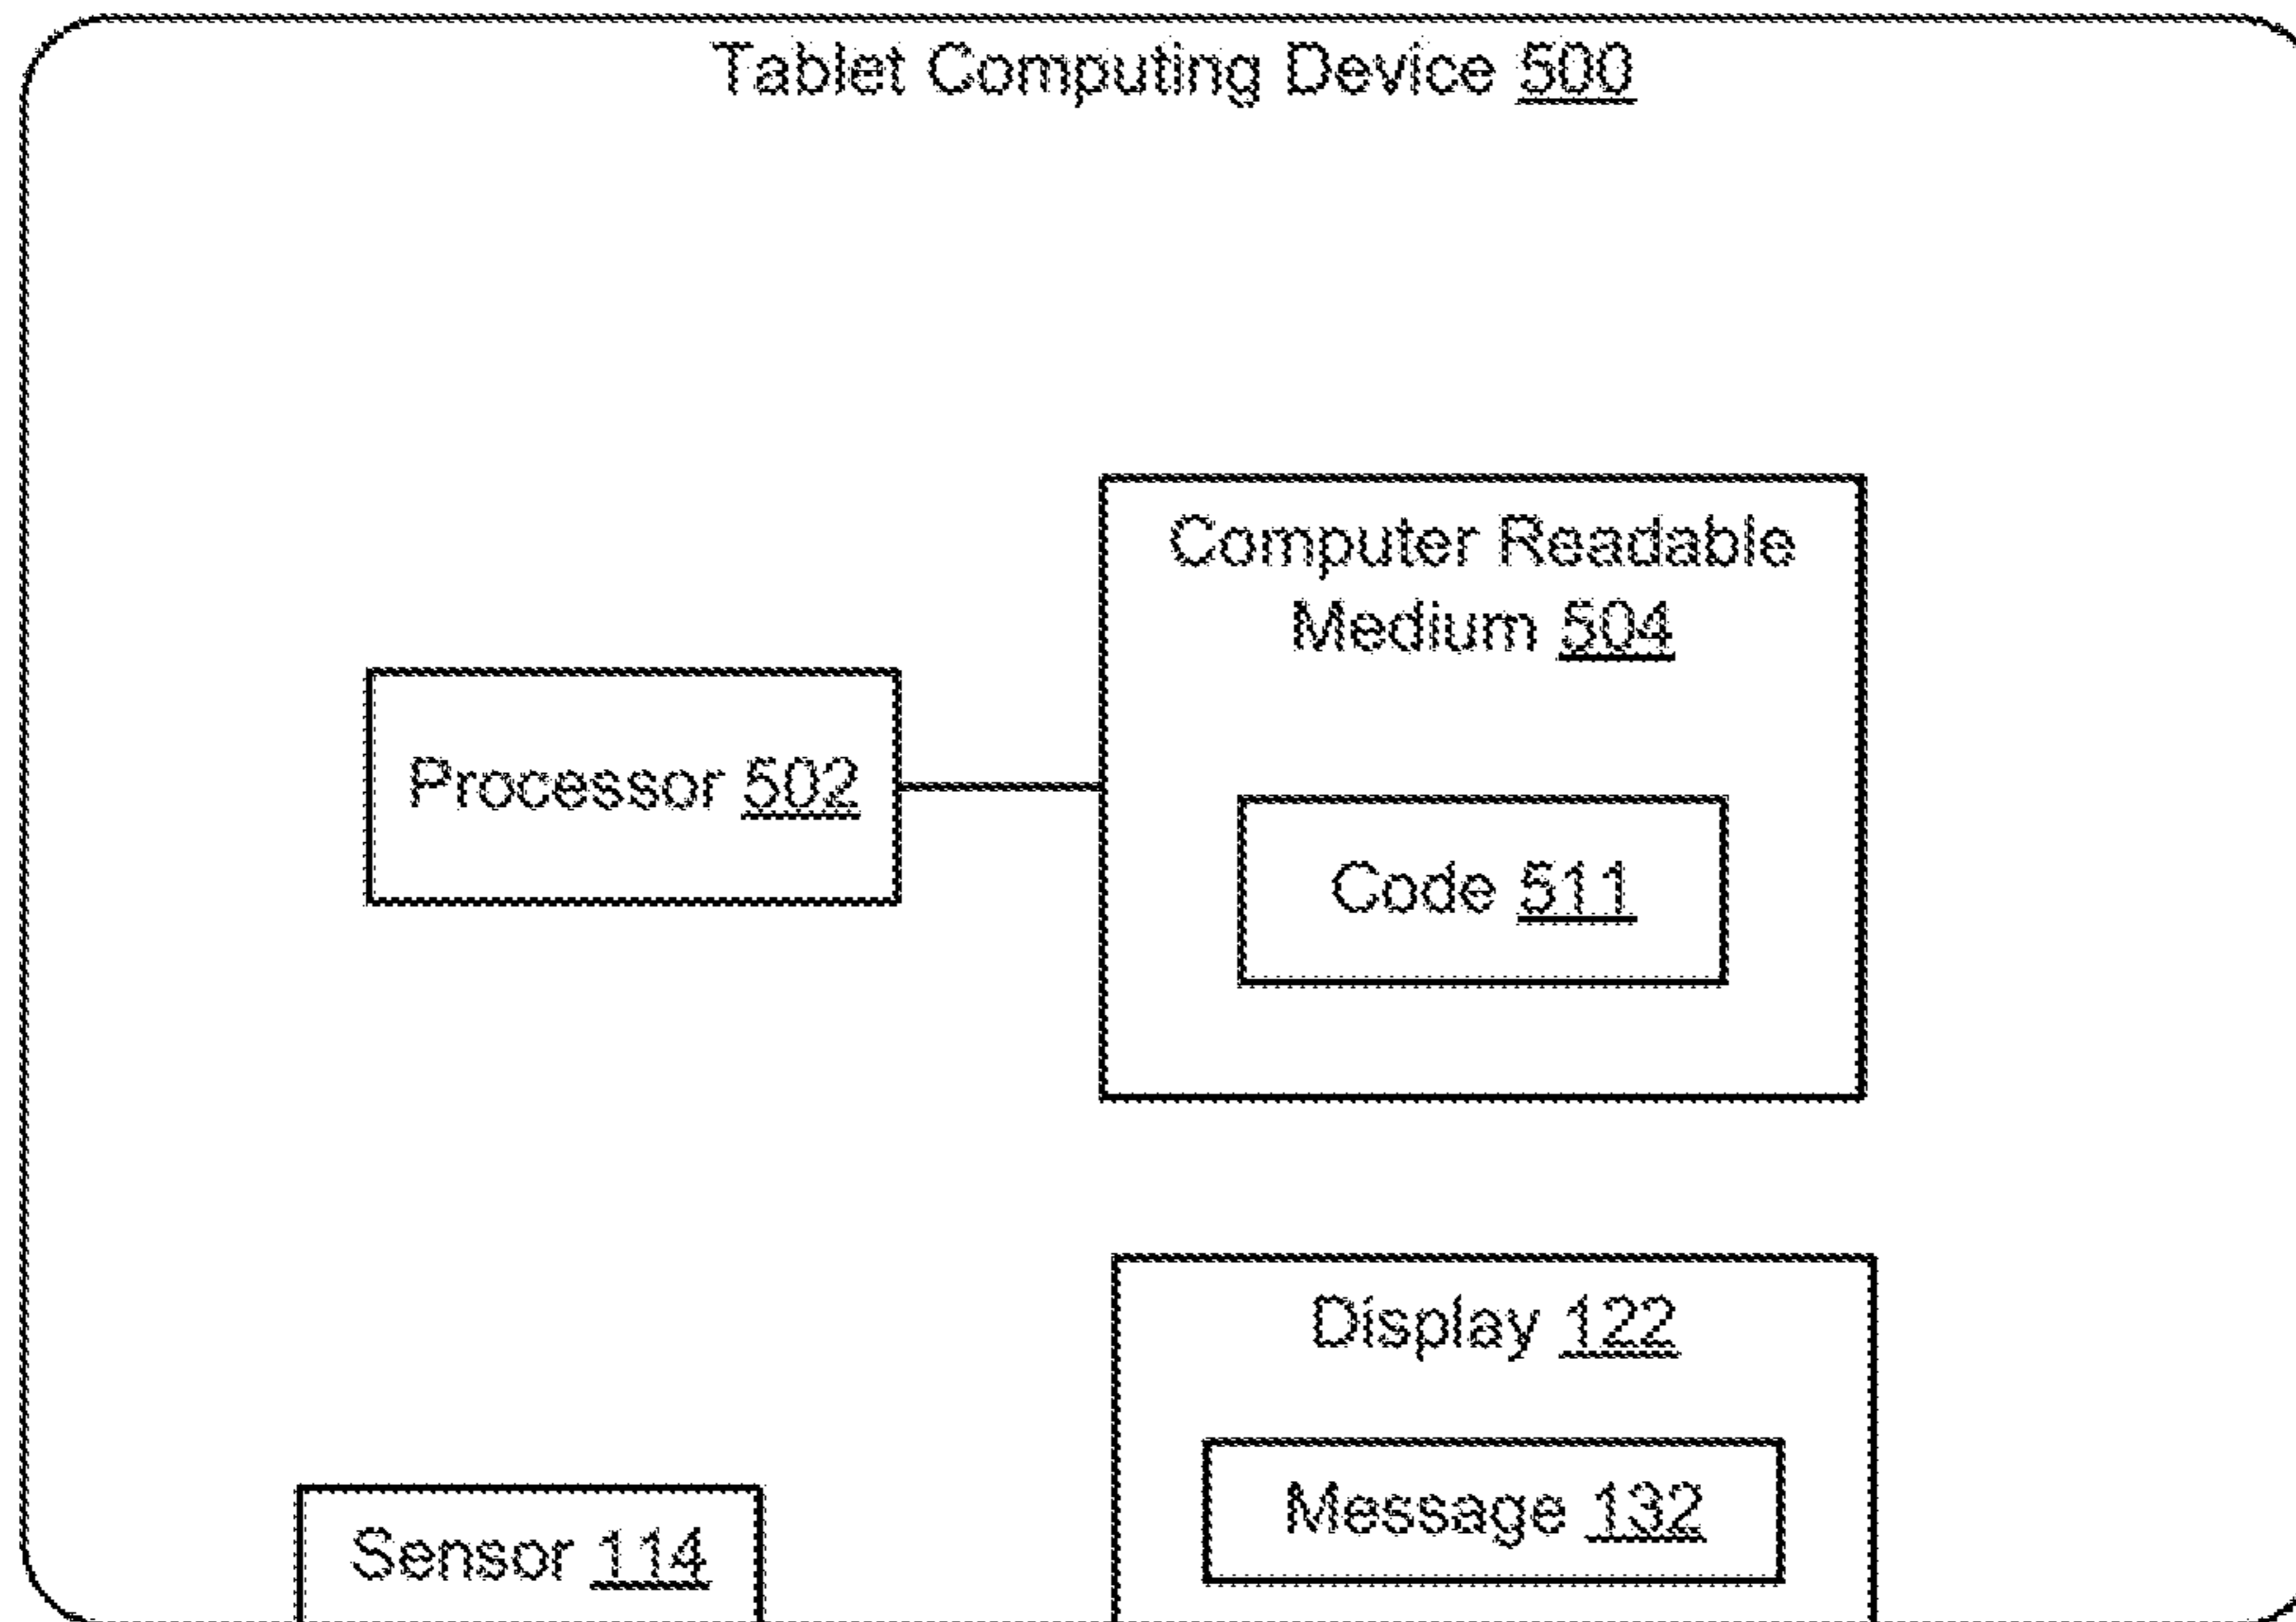 Tablet Computing Device 500
Computer Readable
Medium 504
Processor 502
Code 511
Display 122
Message 132
Sensor 114